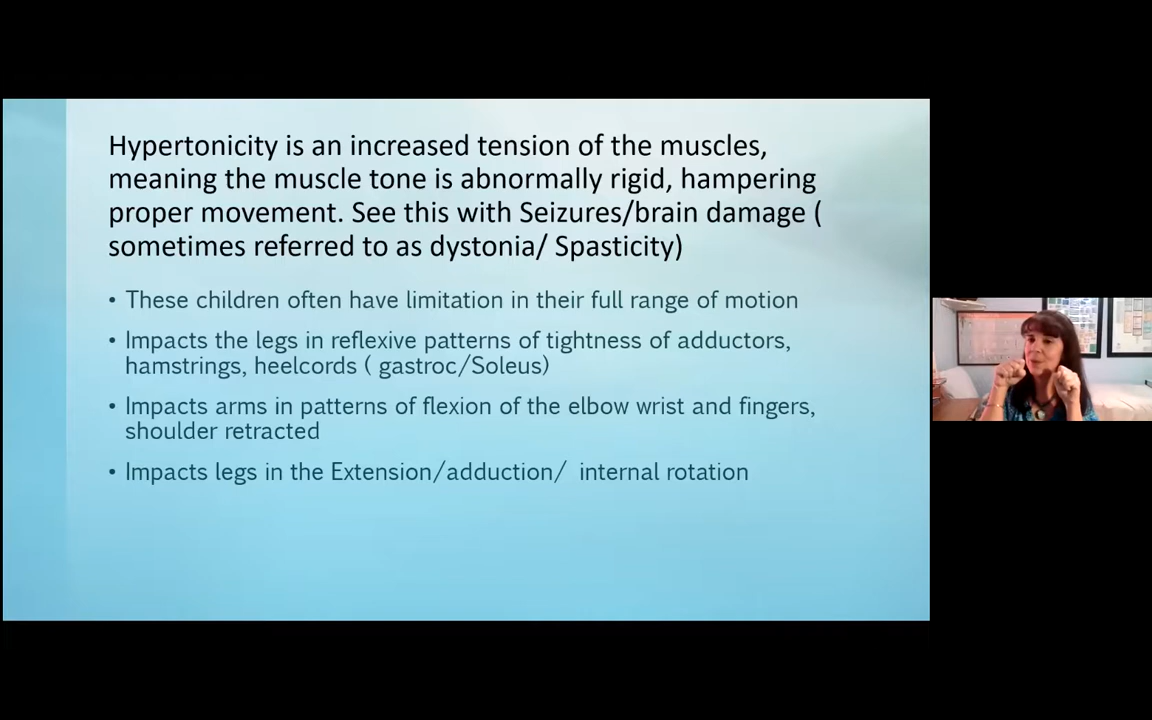 Hypertonicity is an increased tension of the muscles,
meaning the muscle tone is abnormally rigid, hampering
proper movement. See this with Seizures/brain damage (
sometimes referred to as dystonia/ Spasticity)
• These children often have limitation in their full range of motion
• Impacts the legs in reflexive patterns of tightness of adductors,
hamstrings, heelcords ( gastroc/Soleus)
• Impacts arms in patterns of flexion of the elbow wrist and fingers,
shoulder retracted
• Impacts legs in the Extension/adduction/  internal rotation